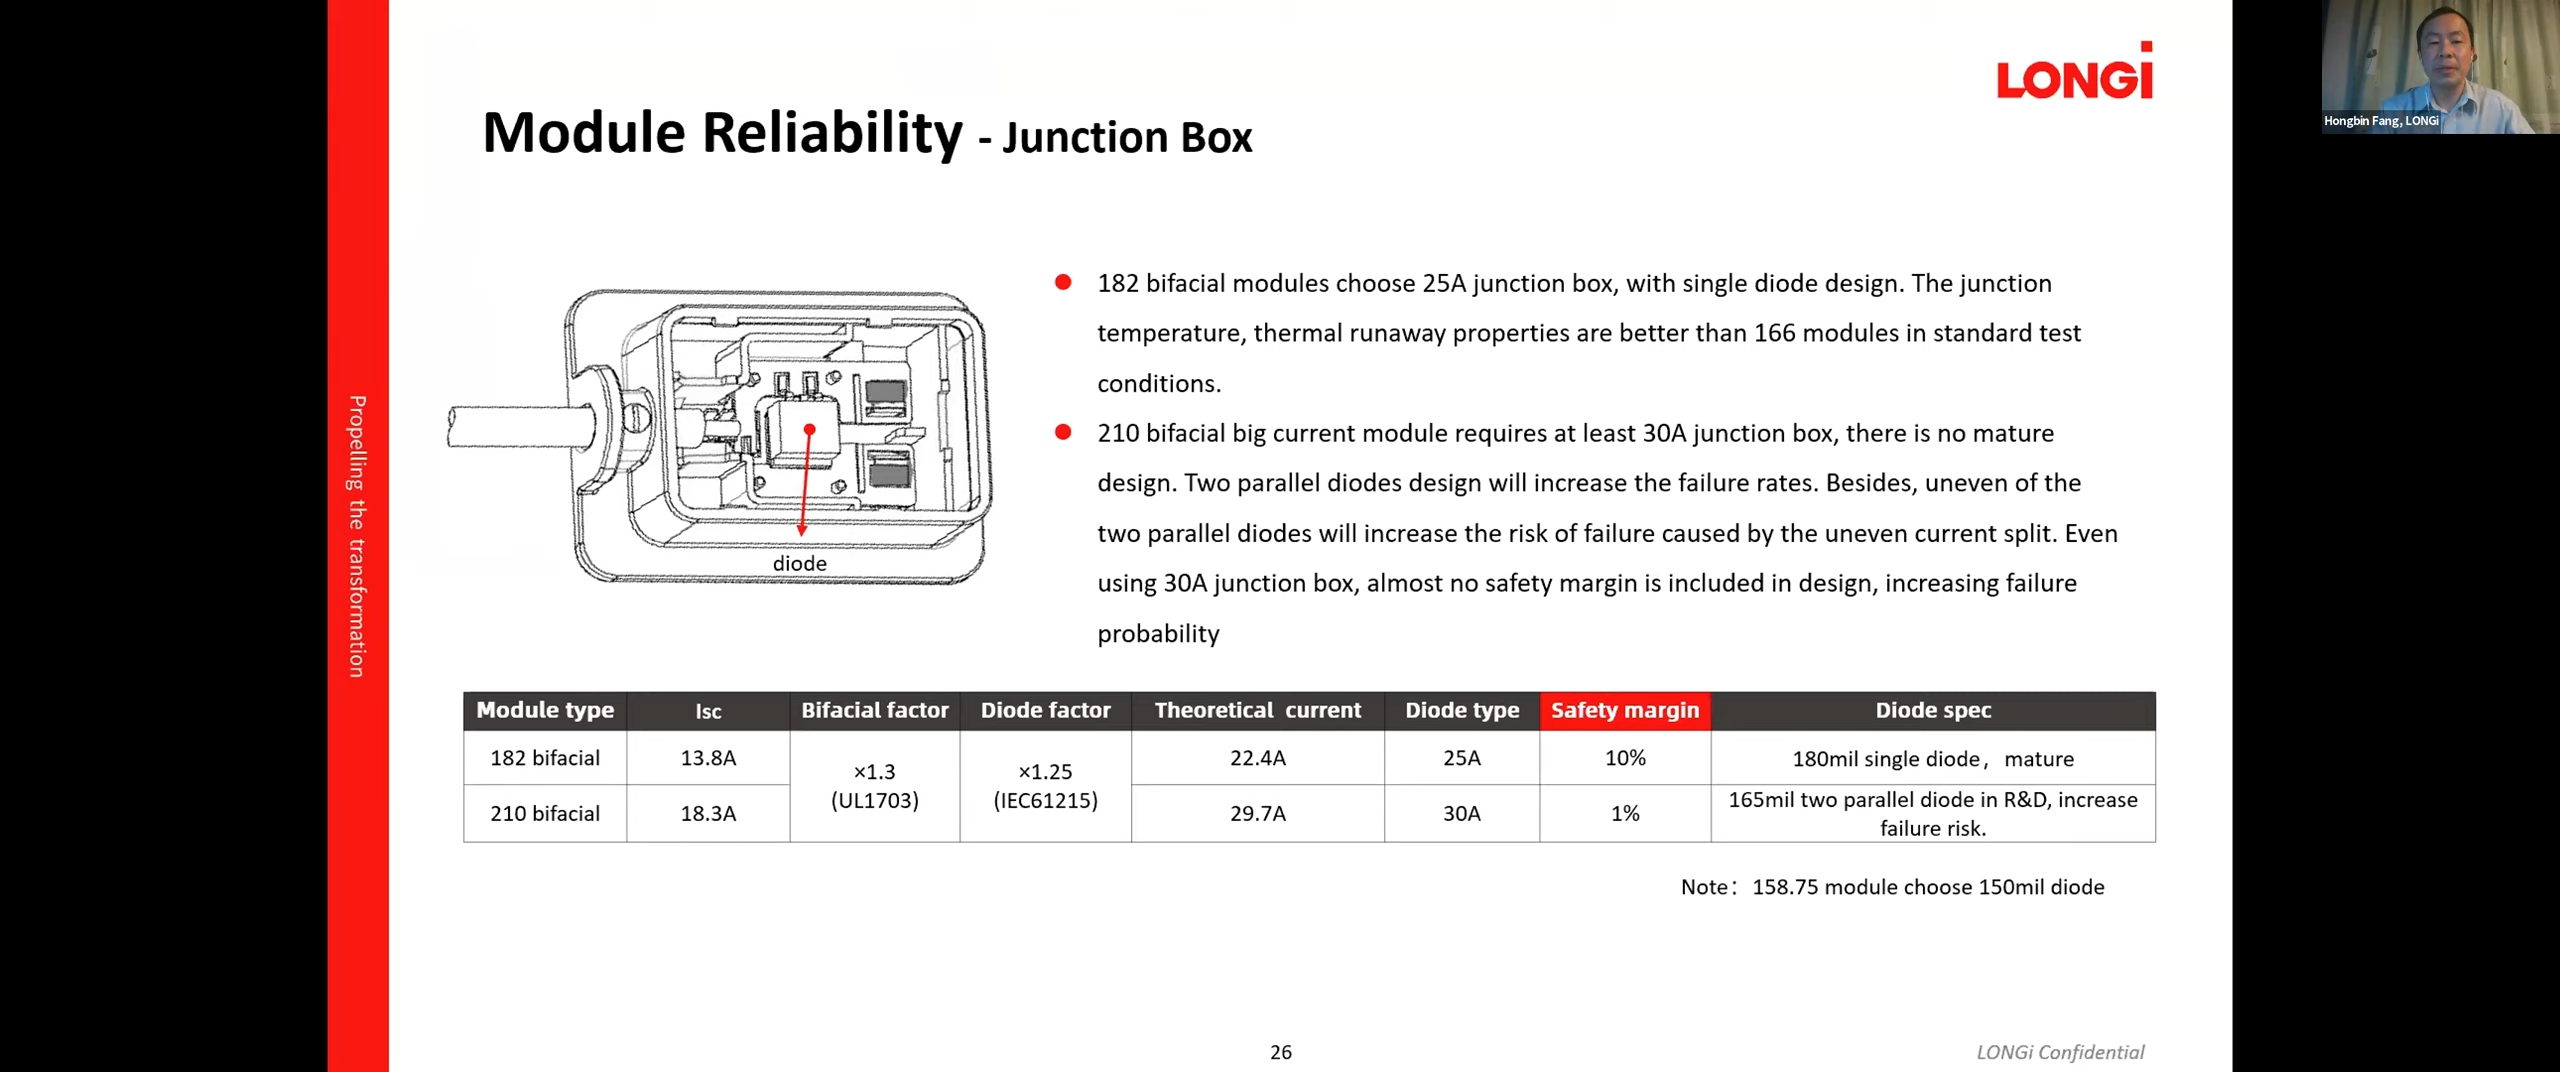 LONGi
Hongbin Fang, LONGi
Module Reliability - Junction Box
Propelling the transformation
diode
182 bifacial modules choose 25A junction box, with single diode design. The junction
temperature, thermal runaway properties are better than 166 modules in standard test
conditions.
210 bifacial big current module requires at least 30A junction box, there is no mature
design. Two parallel diodes design will increase the failure rates. Besides, uneven of the
two parallel diodes will increase the risk of failure caused by the uneven current split. Even
using 30A junction box, almost no safety margin is included in design, increasing failure
probability
Module type Isc Bifacial factor Diode factor Theoretical current Diode type Safety margin Diode spec
182 bifacial 13.8A ×1.3 (UL1703) ×1.25 (IEC61215) 22.4A 25A 10% 180mil single diode，mature
210 bifacial 18.3A 29.7A 30A 1% 165mil two parallel diode in R&D, increase
failure risk.
Note：158.75 module choose 150mil diode
26
LONGi Confidential